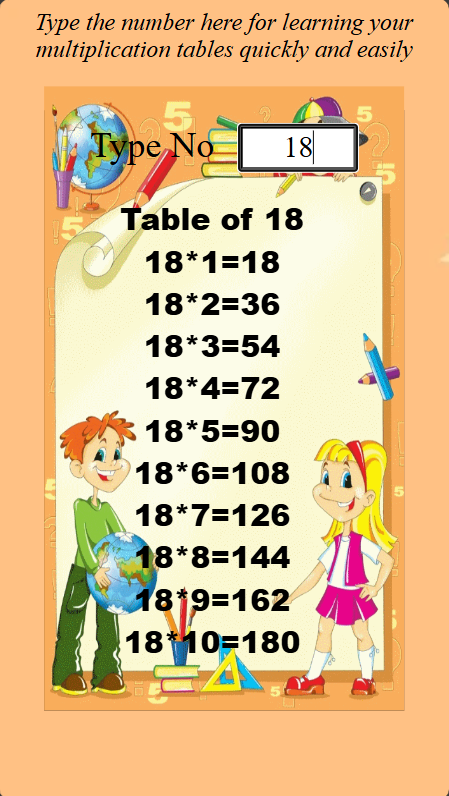 Type the number here for learning your
multiplication tables quickly and easily
Type No 18
Table of 18
18*1=18
18*2=36
18*3=54
18*4=72
18*5=90
18*6=108
18*7=126
18*8=144
18*9=162
18*10=180